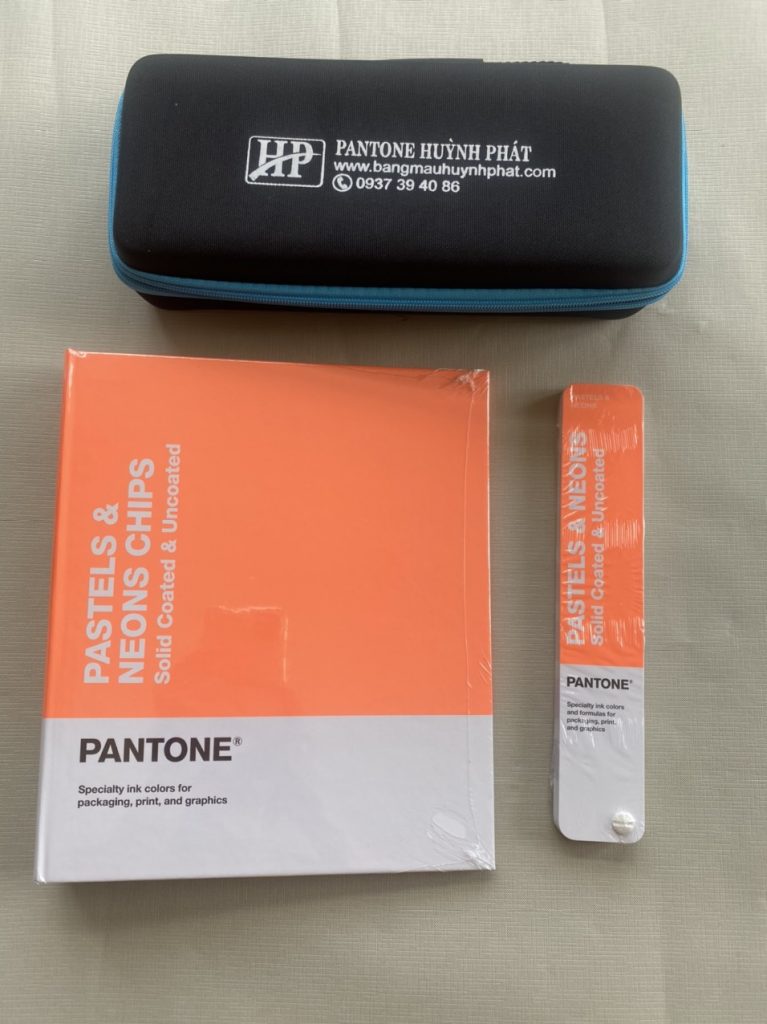 HP PANTONE HUỲNH PHÁT
www.bangmauhuynhphat.com
0937 39 40 86
PASTELS &
NEONS CHIPS
Solid Coated & Uncoated
PANTONE®
Specialty ink colors for
packaging, print, and graphics
PASTELS &
NEONS
PASTELS & NEONS
Solid Coated & Uncoated
PANTONE®
Specialty ink colors
and formulas for
packaging, print,
and graphics